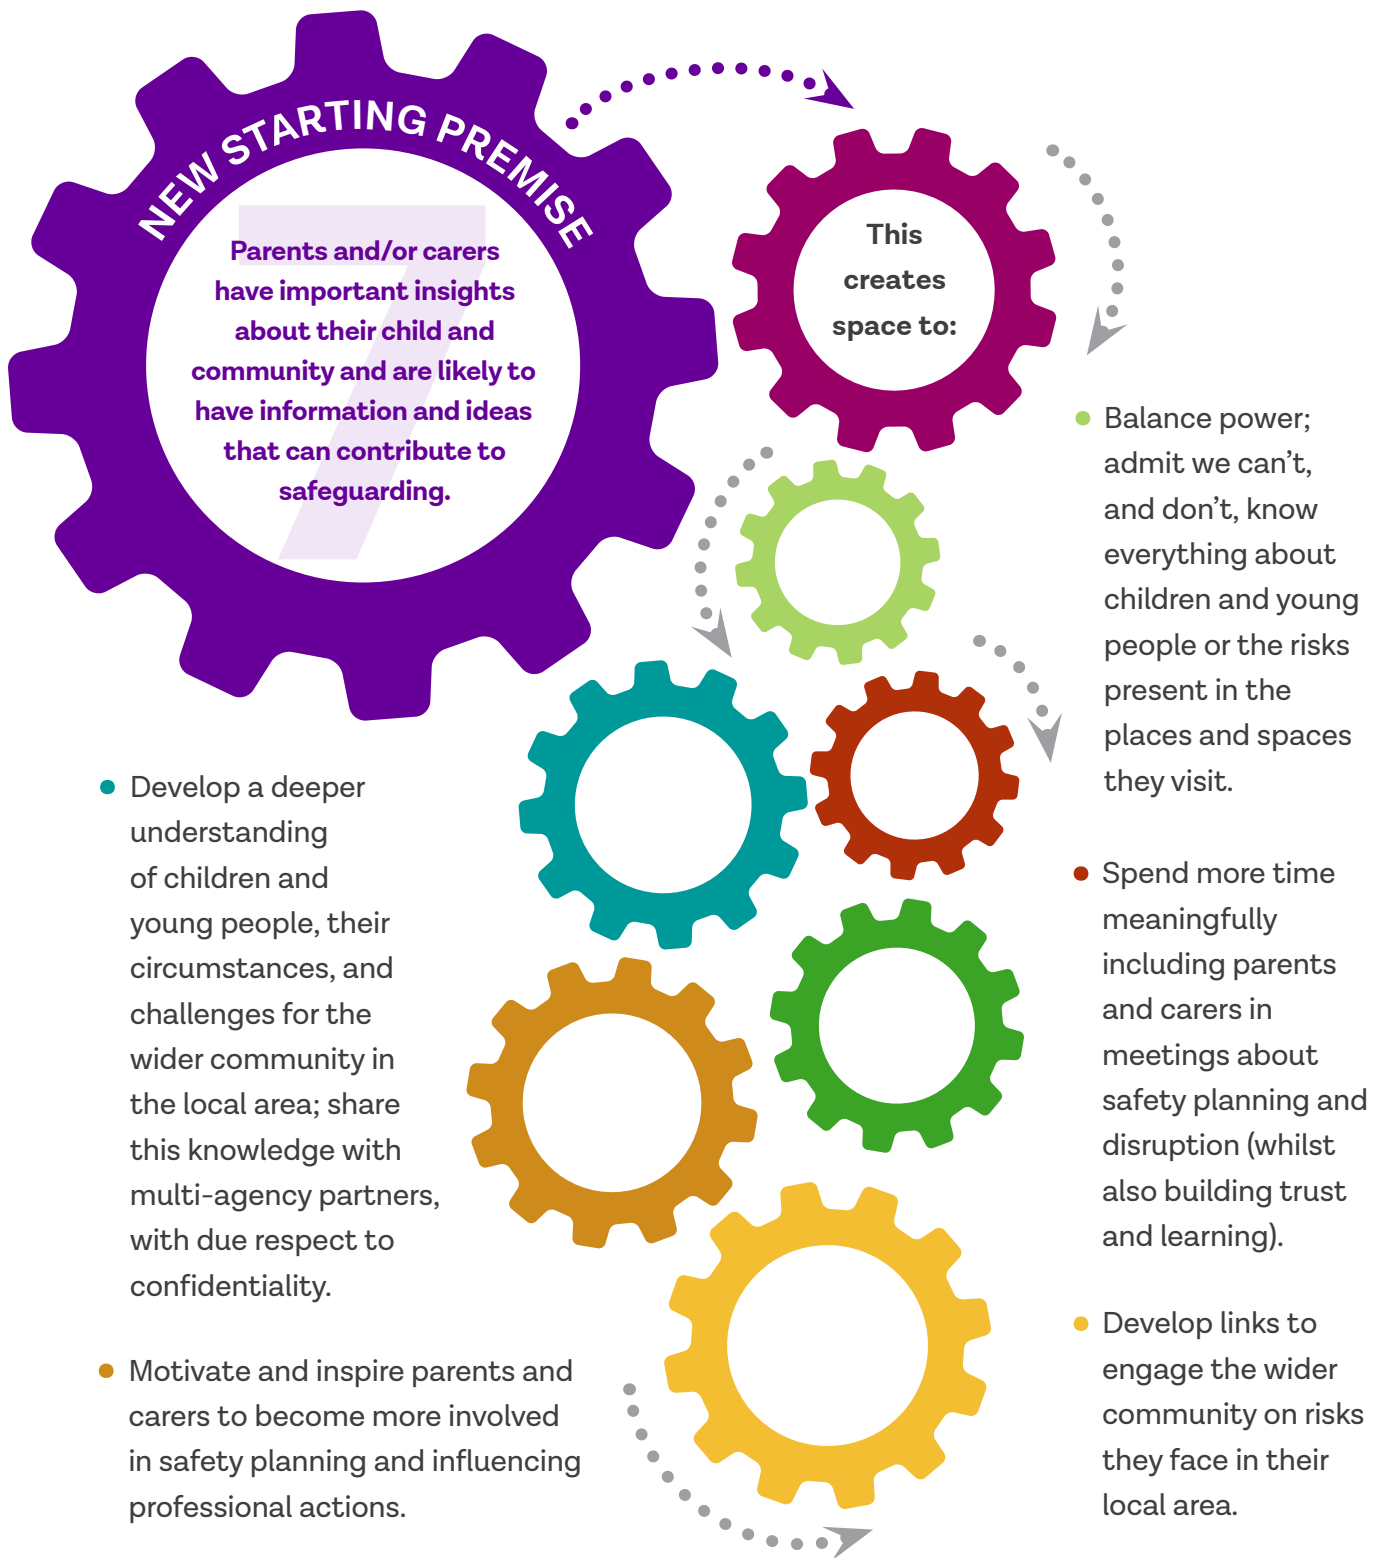 NEW STARTING PREMISE
7
Parents and/or carers
have important insights
about their child and
community and are likely to
have information and ideas
that can contribute to
safeguarding.
This
creates
space to:
Balance power;
admit we can’t,
and don’t, know
everything about
children and young
people or the risks
present in the
places and spaces
they visit.
Develop a deeper
understanding
of children and
young people, their
circumstances, and
challenges for the
wider community in
the local area; share
this knowledge with
multi-agency partners,
with due respect to
confidentiality.
Spend more time
meaningfully
including parents
and carers in
meetings about
safety planning and
disruption (whilst
also building trust
and learning).
Motivate and inspire parents and
carers to become more involved
in safety planning and influencing
professional actions.
Develop links to
engage the wider
community on risks
they face in their
local area.